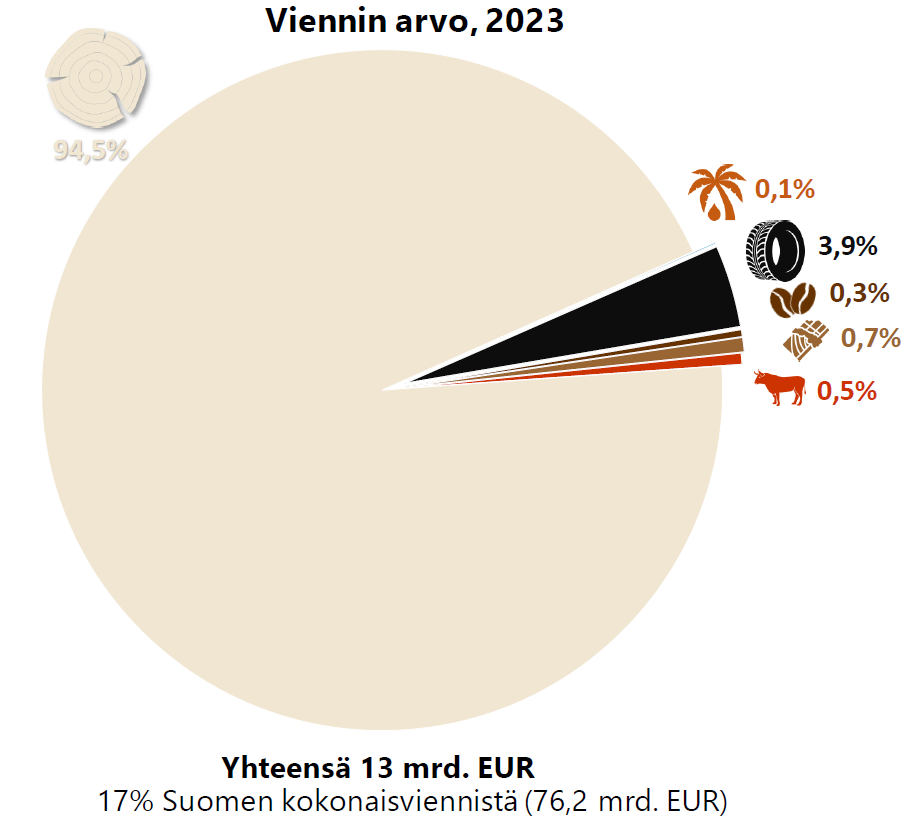 Viennin arvo, 2023
94,5%
0,1%
3,9%
0,3%
0,7%
0,5%
Yhteensä 13 mrd. EUR
17% Suomen kokonaisviennistä (76,2 mrd. EUR)